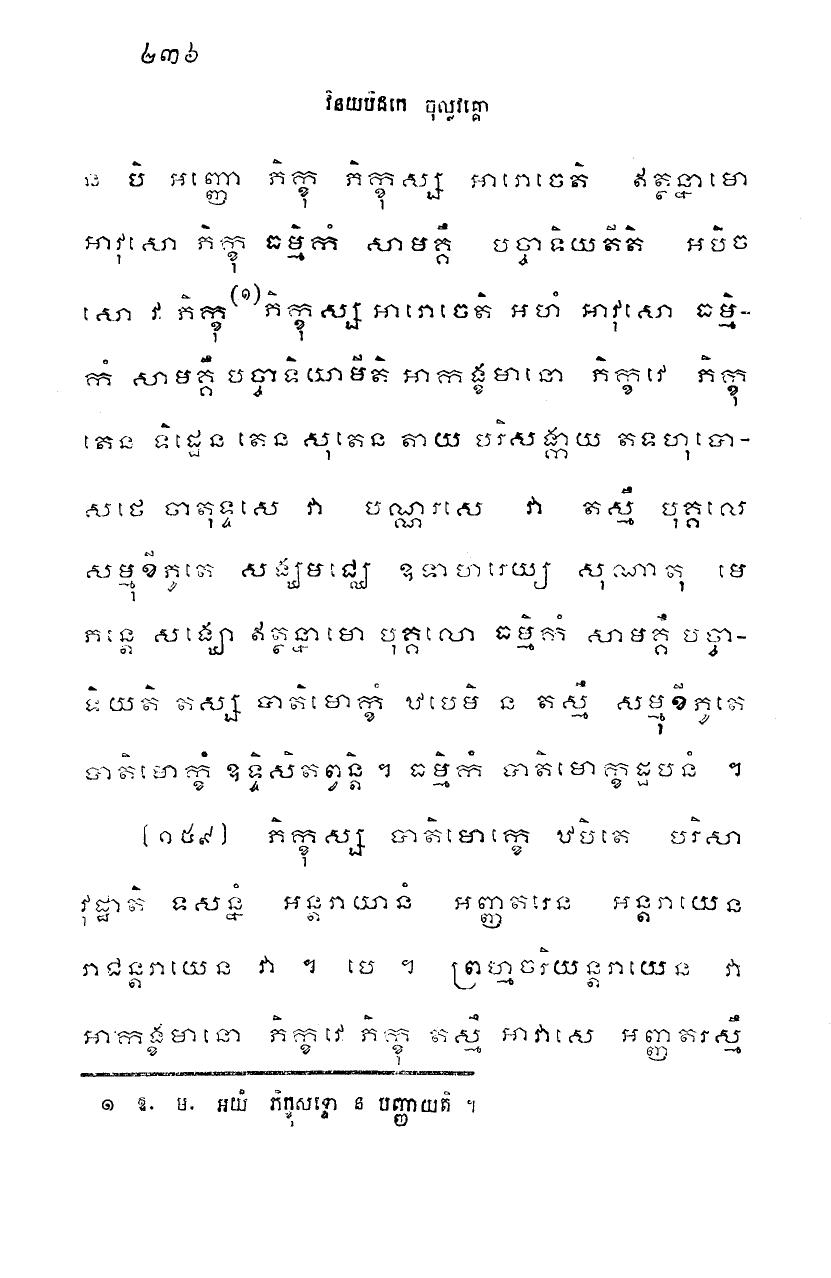 ២៣៦
វិនយបិដកេ ចុល្លវគ្គោ
បិ អញ្ញោ ភិក្ខុ ភិក្ខុស្ស អារោចេតិ ឥត្ថន្នាមោ
អាវុសោ ភិក្ខុ ធម្មិកំ សាមគ្គឹ បច្ចាទិយតីតិ អបិច
សោ វ ភិក្ខុ(១)ភិក្ខុស្ស អារោចេតិ អហំ អាវុសោ ធម្មិ-
កំ សាមគ្គឹ បច្ចាទិយាមីតិ អាកង្ខមានោ ភិក្ខវេ ភិក្ខុ
តេន ទិដ្ឋេន តេន សុតេន តាយ បរិសង្កាយ តទហុបោ-
សថេ ចាតុទ្ទសេ វា បណ្ណរសេ វា តស្មឹ បុគ្គលេ
សម្មុខីភូតេ សង្ឃមជ្ឈេ ឧទាហរេយ្យ សុណាតុ មេ
ភន្តេ សង្ឃោ ឥត្ថន្នាមោ បុគ្គលោ ធម្មិកំ សាមគ្គឹ បច្ចា-
ទិយតិ តស្ស បាតិមោក្ខំ ឋបេមិ ន តស្មឹ សម្មុខីភូតេ
បាតិមោក្ខំ ឧទ្ទិសិតព្វន្តិ ។ ធម្មិកំ បាតិមោក្ខដ្ឋបនំ ។
(១៥៩) ភិក្ខុស្ស បាតិមោក្ខេ ឋបិតេ បរិសា
វុដ្ឋាតិ ទសន្នំ អន្តរាយានំ អញ្ញតរេន អន្តរាយេន
រាជន្តរាយេន វា ។ បេ ។ ព្រហ្មចរិយន្តរាយេន វា
អាកង្ខមានោ ភិក្ខវេ ភិក្ខុ តស្មឹ អាវាសេ អញ្ញតរស្មឹ
១ ឱ. ម. អយំ ភិក្ខុសទ្ទោ ន បញ្ញាយតិ ។